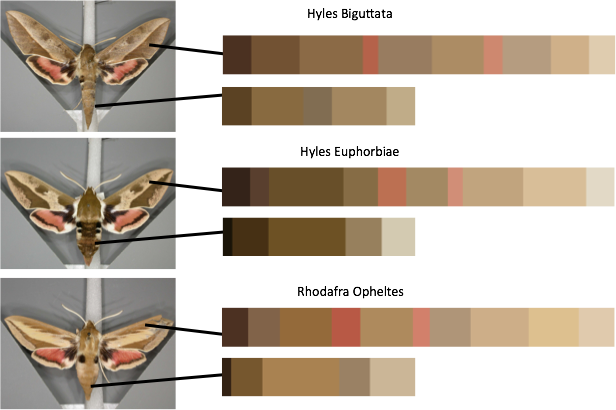 Hyles Biguttata
Hyles Euphorbiae
Rhodafra Opheltes